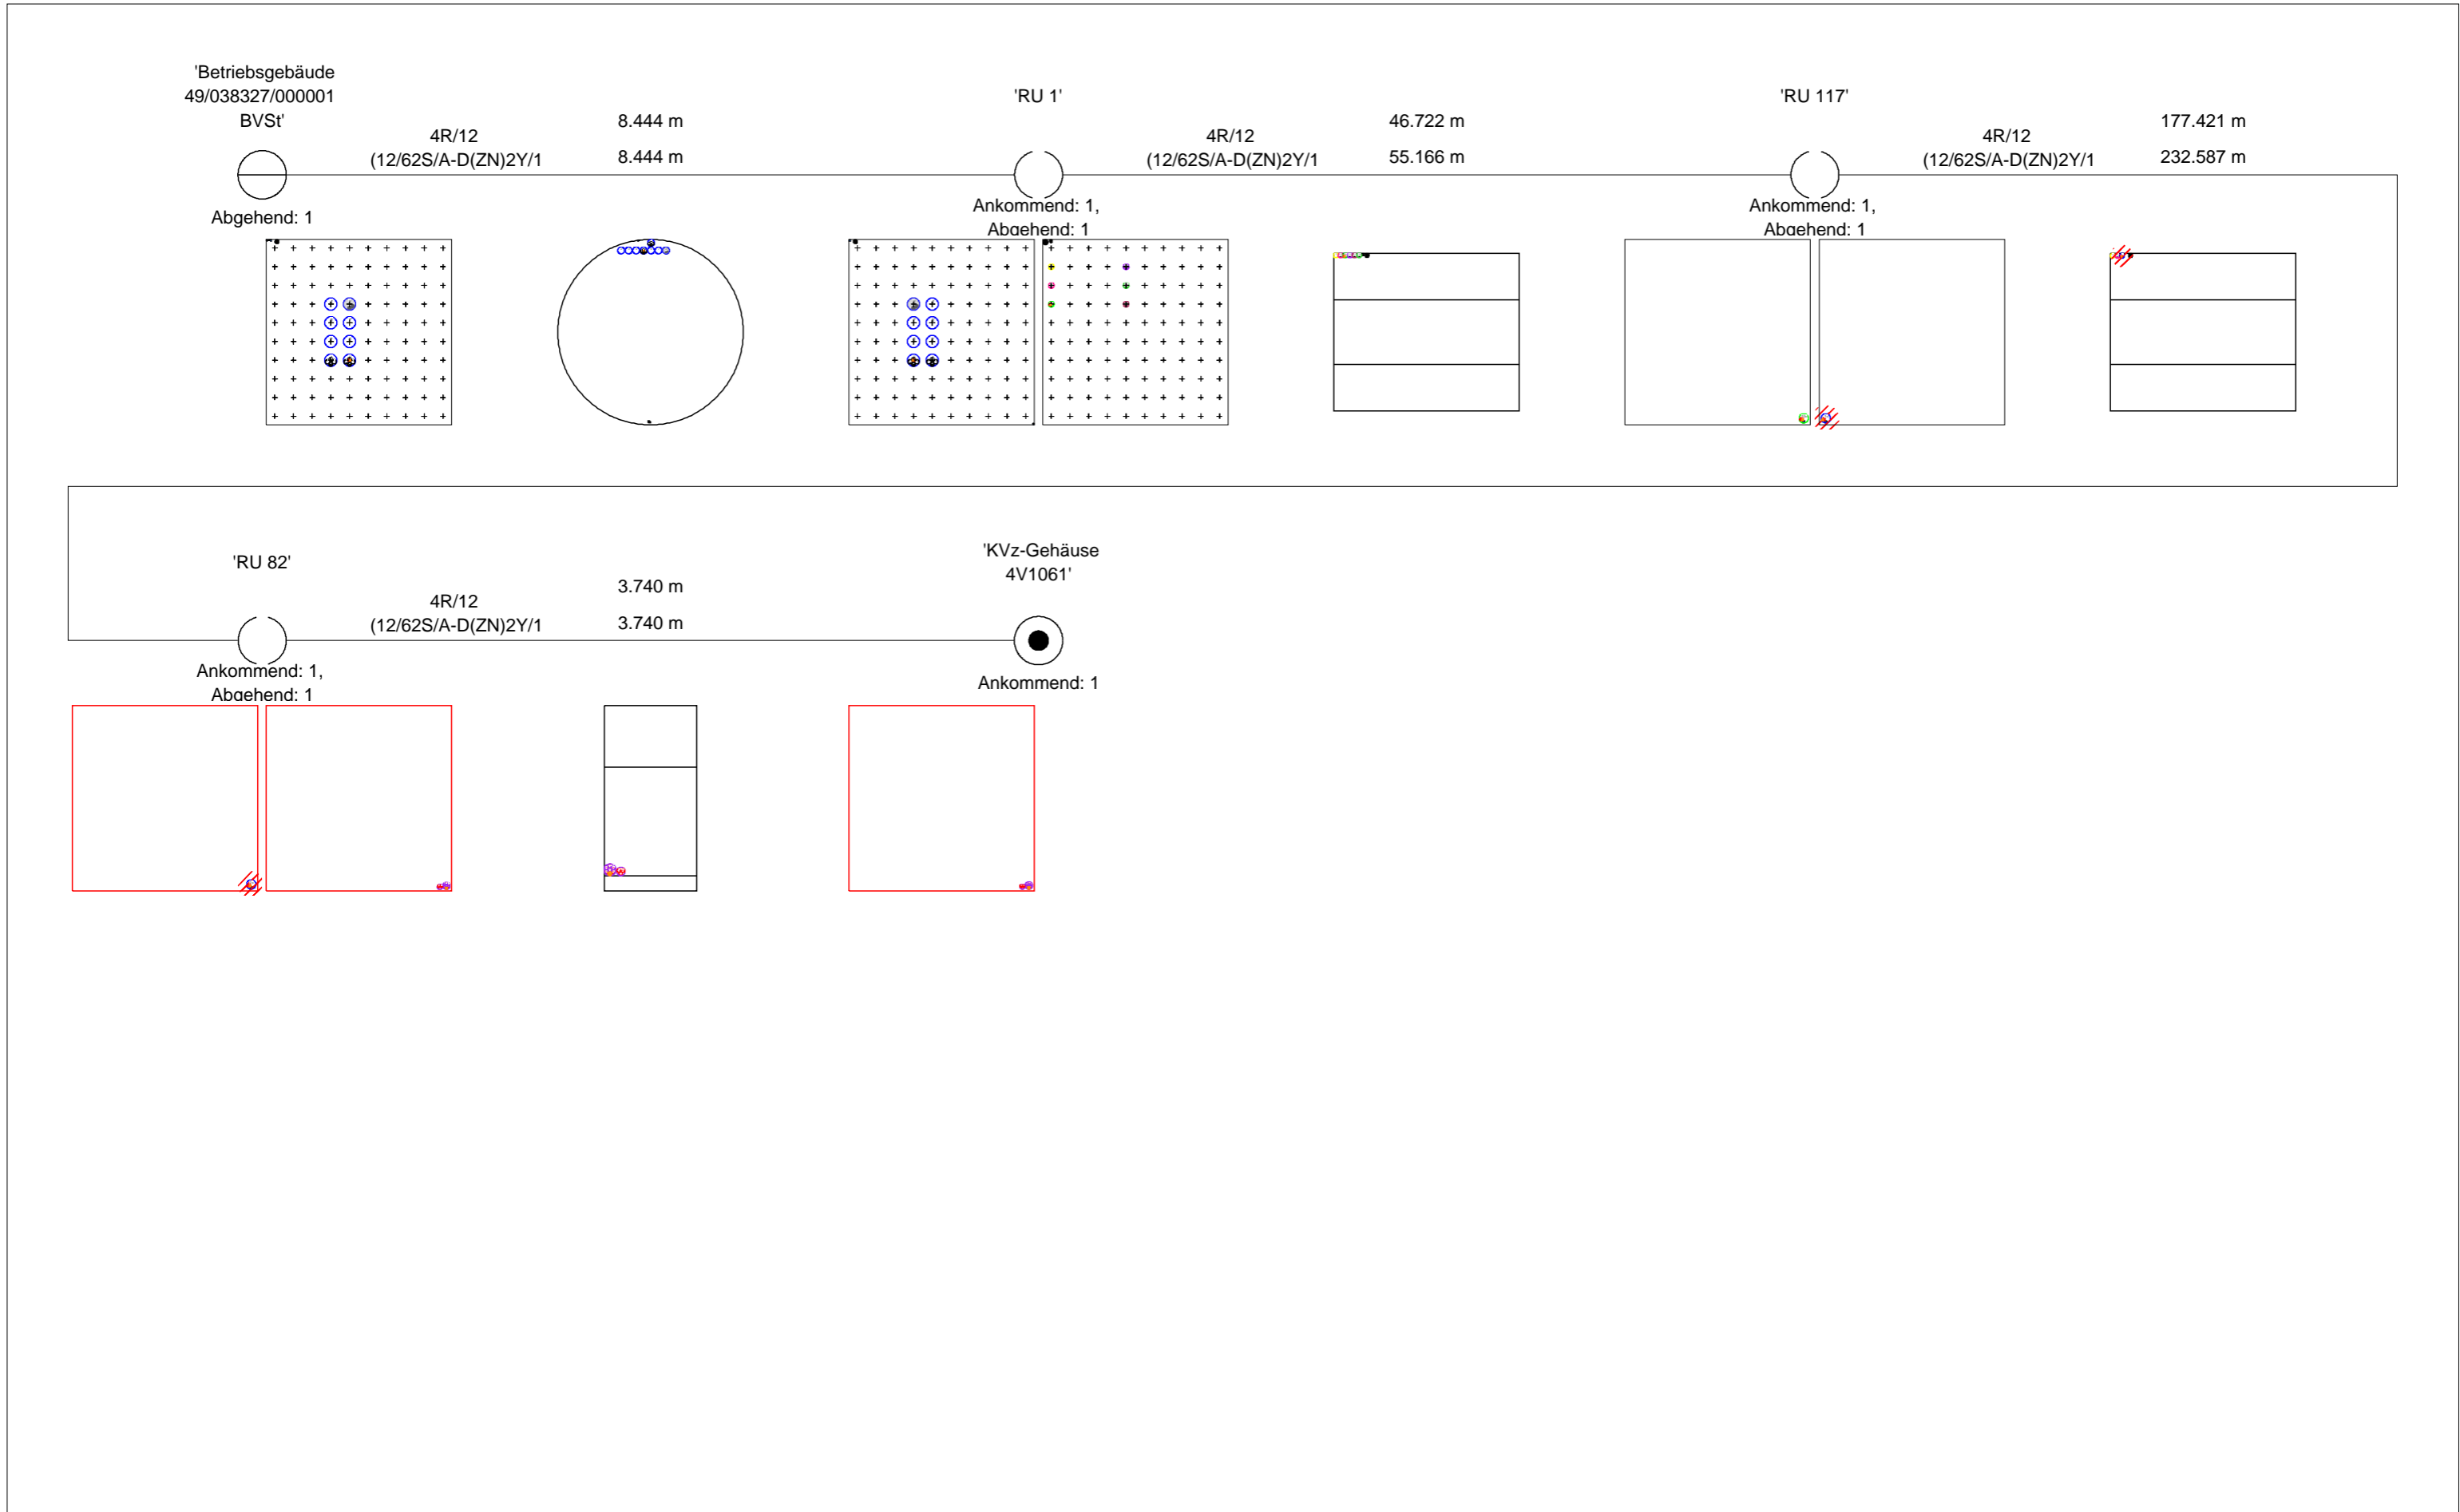 'Betriebsgebäude
49/038327/000001
BVSt'
4R/12
(12/62S/A-D(ZN)2Y/1
8.444 m
8.444 m
'RU 1'
4R/12
(12/62S/A-D(ZN)2Y/1
46.722 m
55.166 m
'RU 117'
4R/12
(12/62S/A-D(ZN)2Y/1
177.421 m
232.587 m
Abgehend: 1
Ankommend: 1,
Abgehend: 1
Ankommend: 1,
Abgehend: 1
'RU 82'
4R/12
(12/62S/A-D(ZN)2Y/1
3.740 m
3.740 m
'KVz-Gehäuse
4V1061'
Ankommend: 1,
Abgehend: 1
Ankommend: 1